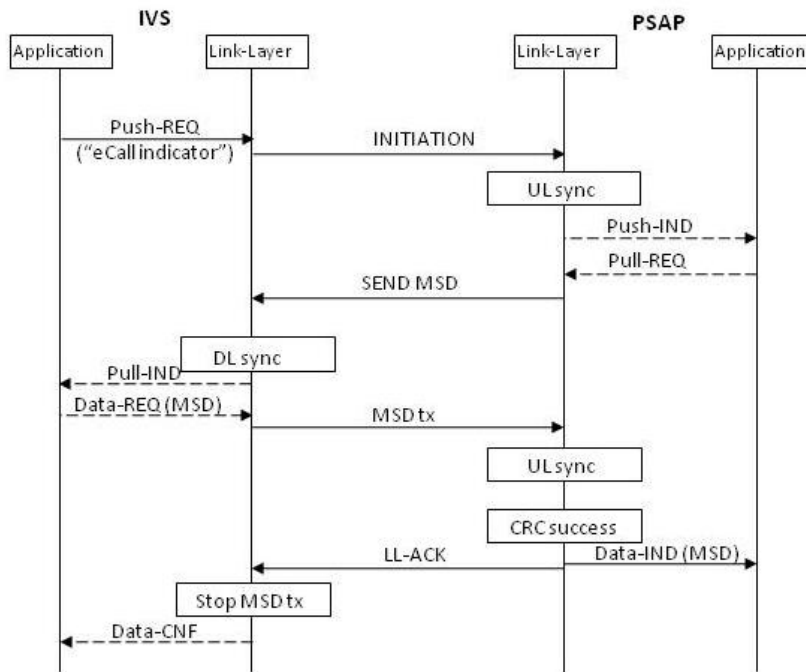 IVS
PSAP
Application
Link-Layer
Link-Layer
Application
Push-REQ
("eCall indicator")
INITIATION
UL sync
Push-IND
Pull-REQ
SEND MSD
DL sync
Pull-IND
Data-REQ (MSD)
MSD tx
UL sync
CRC success
LL-ACK
Data-IND (MSD)
Stop MSD tx
Data-CNF